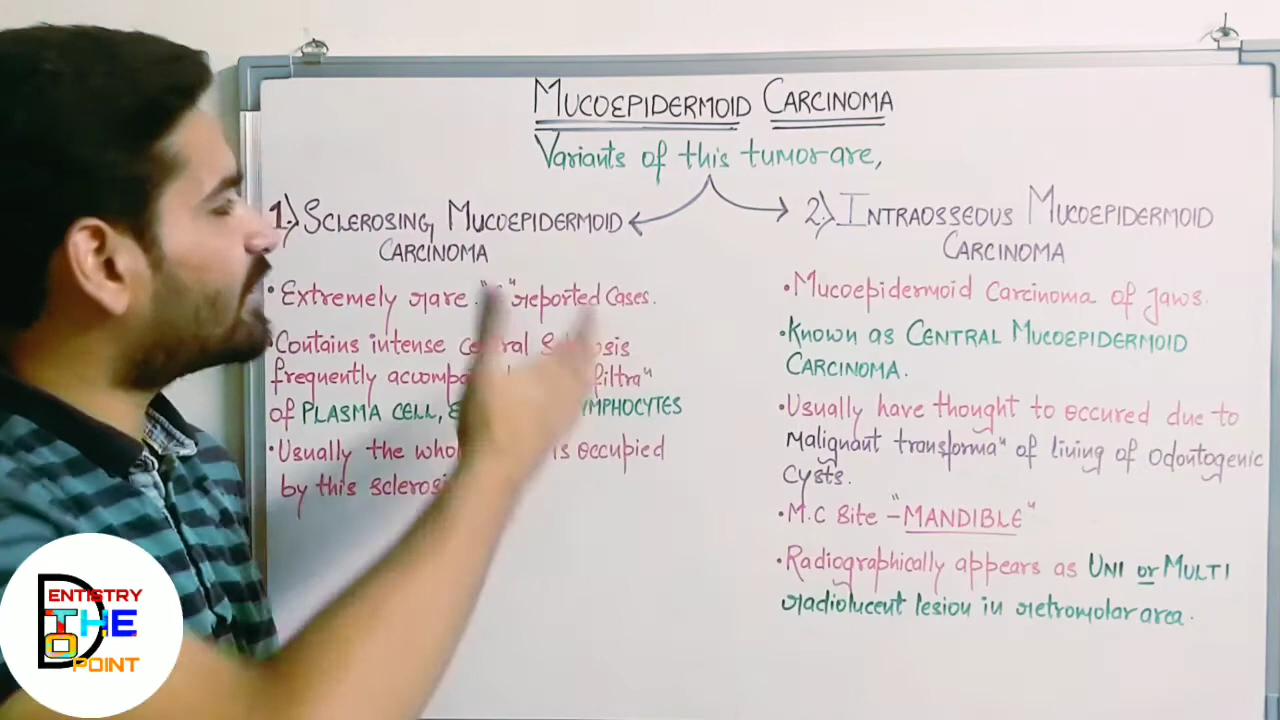 MUCOEPIDERMOID CARCINOMA
Variants of this tumor are,
1.) SCLEROSING MUCOEPIDERMOID
CARCINOMA
• Extremely rare. reported Cases.
• Contains intense
frequently
of PLASMA CELL, LYMPHOCYTES
• Usually the is occupied
by this
2.) INTRAOSSEOUS MUCOEPIDERMOID
CARCINOMA
• Mucoepidermoid Carcinoma of Jaws.
• Known as CENTRAL MUCOEPIDERMOID
CARCINOMA.
• Usually have thought to occured due to
Malignant transforma" of living of odontogenic
cysts.
• M.C Site - "MANDIBLE"
• Radiographically appears as UNI or MULTI
radiolucent lesion in retromolar area.
DENTISTRY
THE
POINT